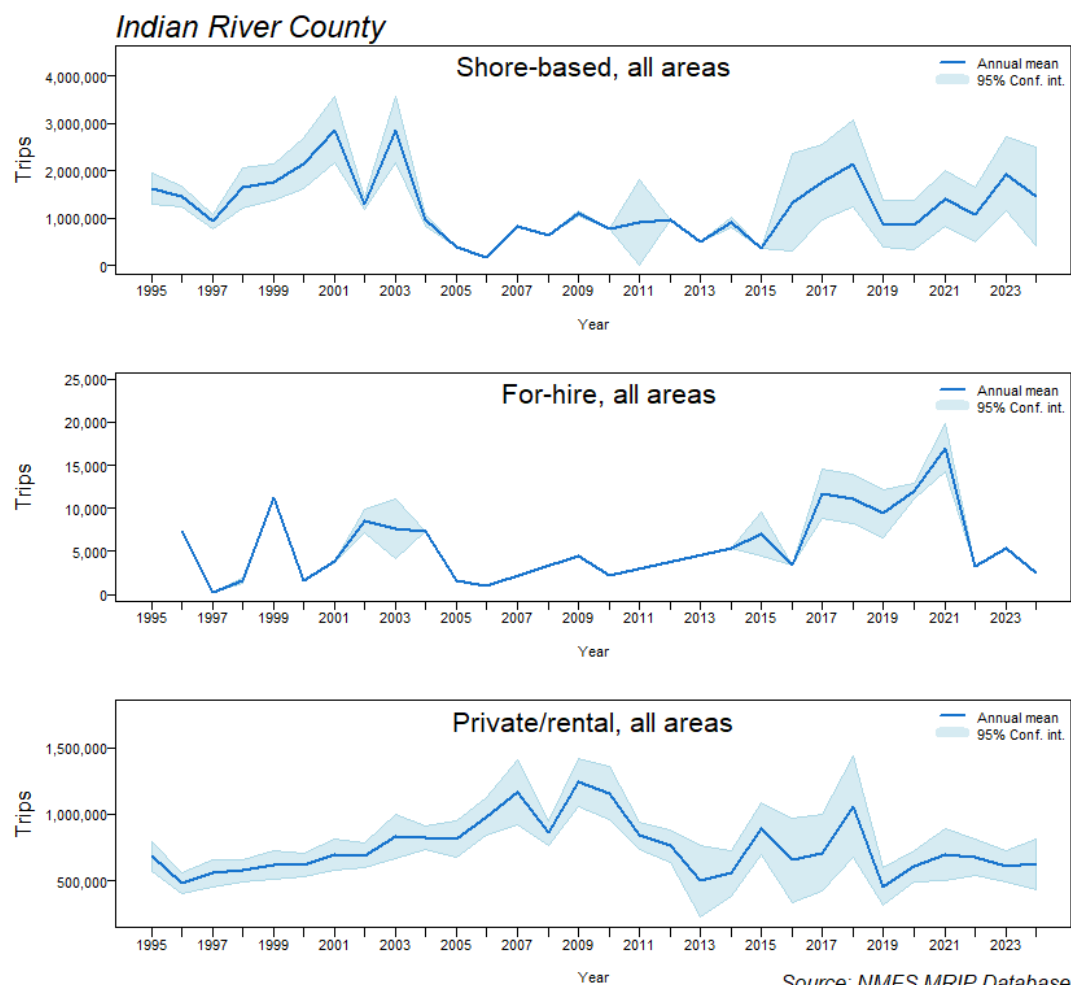 Indian River County
Shore-based, all areas
Annual mean
95% Conf. int.
4,000,000
3,000,000
2,000,000
1,000,000
0
Trips
1995 1997 1999 2001 2003 2005 2007 2009 2011 2013 2015 2017 2019 2021 2023
Year
For-hire, all areas
Annual mean
95% Conf. int.
25,000
20,000
15,000
10,000
5,000
0
Trips
1995 1997 1999 2001 2003 2005 2007 2009 2011 2013 2015 2017 2019 2021 2023
Year
Private/rental, all areas
Annual mean
95% Conf. int.
1,500,000
1,000,000
500,000
Trips
1995 1997 1999 2001 2003 2005 2007 2009 2011 2013 2015 2017 2019 2021 2023
Year
Source: NMFS MRIP Database